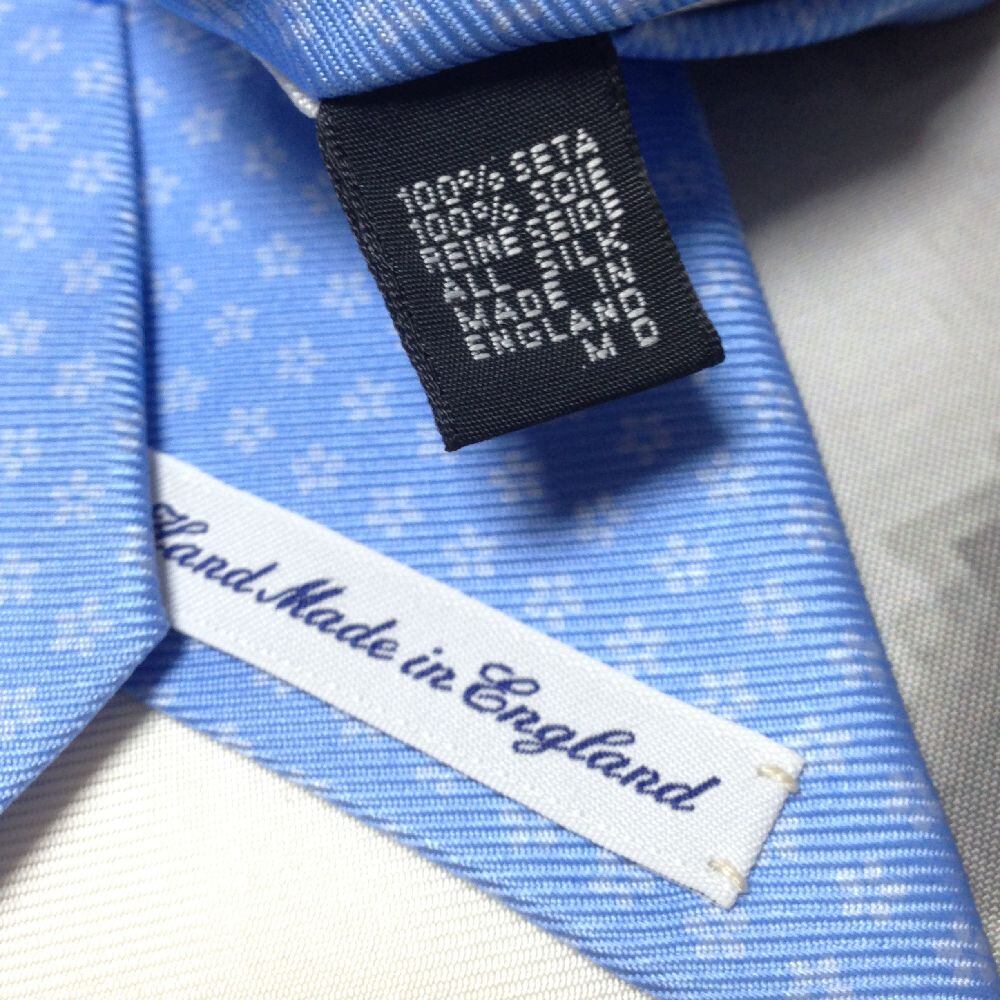 100% SETA
100% SOIE
REINE SEIDE
ALL SILK
MADE IN
ENGLAND
M
Hand Made in England